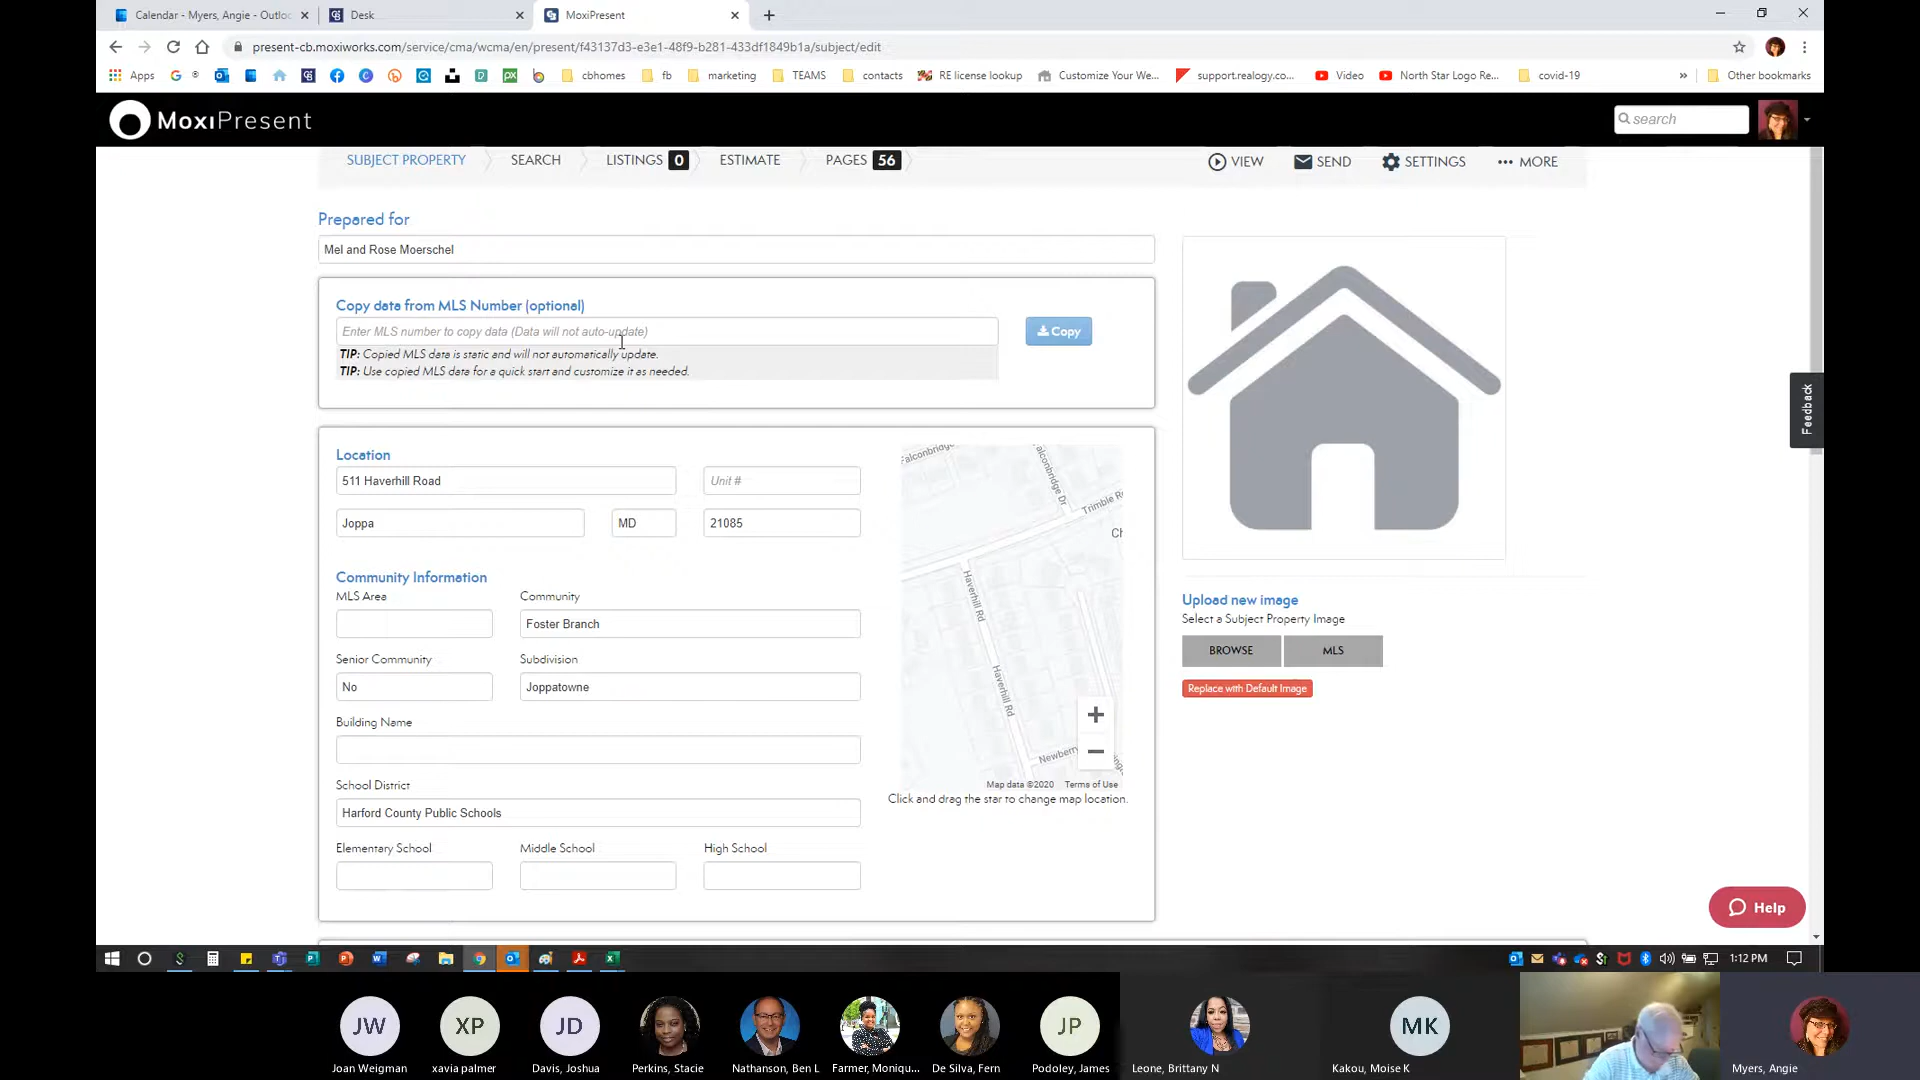 Calendar - Myers, Angie - Outlo
Desk
MoxiPresent
present-cb.moxiworks.com/service/cma/wcma/en/present/f43137d3-e3e1-48f9-b281-433df1849b1a/subject/edit
Apps
cbhomes
fb
marketing
TEAMS
contacts
RE license lookup
Customize Your We...
support.realogy.co...
Video
North Star Logo Re...
covid-19
»
Other bookmarks
MoxiPresent
search
SUBJECT PROPERTY
SEARCH
LISTINGS 0
ESTIMATE
PAGES 56
VIEW
SEND
SETTINGS
MORE
Prepared for
Mel and Rose Moerschel
Copy data from MLS Number (optional)
Enter MLS number to copy data (Data will not auto-update)
Copy
TIP: Copied MLS data is static and will not automatically update.
TIP: Use copied MLS data for a quick start and customize it as needed.
Feedback
Location
511 Haverhill Road
Unit #
Joppa
MD
21085
Community Information
MLS Area
Community
Foster Branch
Senior Community
Subdivision
No
Joppatowne
Building Name
School District
Harford County Public Schools
Elementary School
Middle School
High School
Falconbridge
Falconbridge Dr
Trimble R
Ch
Haverhill Rd
Haverhill Rd
Newberry
Map data ©2020
Terms of Use
Click and drag the star to change map location.
Upload new image
Select a Subject Property Image
BROWSE
MLS
Replace with Default Image
Help
1:12 PM
JW
XP
JD
JP
MK
Joan Weigman
xavia palmer
Davis, Joshua
Perkins, Stacie
Nathanson, Ben L
Farmer, Moniqu...
De Silva, Fern
Podoley, James
Leone, Brittany N
Kakou, Moise K
Myers, Angie